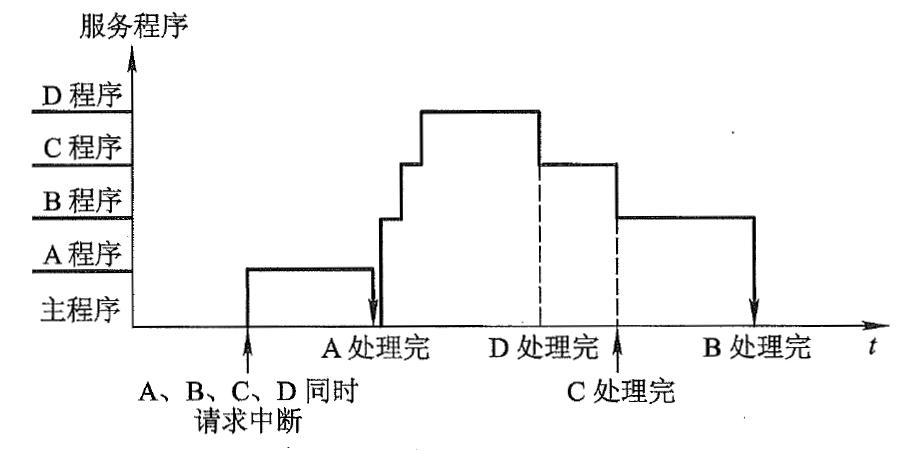 服务程序
D 程序
C 程序
B 程序
A 程序
主程序
A 处理完
D 处理完
B 处理完
t
A、B、C、D 同时
请求中断
C 处理完